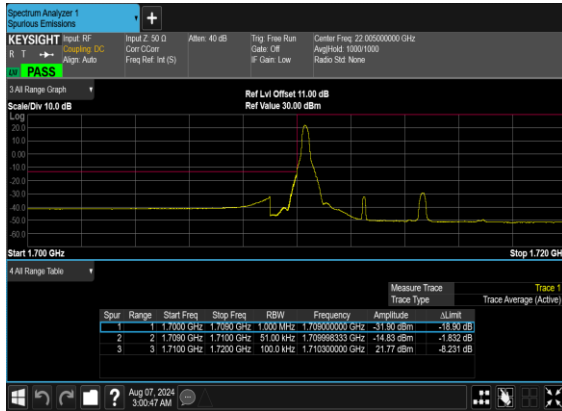 Spectrum Analyzer 1
Spurious Emissions
+
KEYSIGHT Input: RF Input Z: 50 Ω Atten: 40 dB Trig: Free Run Center Freq: 22.005000000 GHz
R T Coupling: DC Corr CCorr Gate: Off Avg|Hold: 1000/1000
Align: Auto Freq Ref: Int (S) IF Gain: Low Radio Std: None
PASS
3 All Range Graph Ref Lvl Offset 11.00 dB
Scale/Div 10.0 dB Ref Value 30.00 dBm
Log
20.0
10.0
0.00
-10.0
-20.0
-30.0
-40.0
-50.0
-60.0
Start 1.700 GHz Stop 1.720 GH
4 All Range Table
Measure Trace Trace 1
Trace Type Trace Average (Active)
Spur Range Start Freq Stop Freq RBW Frequency Amplitude ΔLimit
1 1 1.7000 GHz 1.7090 GHz 1.000 MHz 1.709000000 GHz -31.90 dBm -18.90 dB
2 2 1.7090 GHz 1.7100 GHz 51.00 kHz 1.709998333 GHz -14.83 dBm -1.832 dB
3 3 1.7100 GHz 1.7200 GHz 100.0 kHz 1.710300000 GHz 21.77 dBm -8.231 dB
? Aug 07, 2024
3:00:47 AM